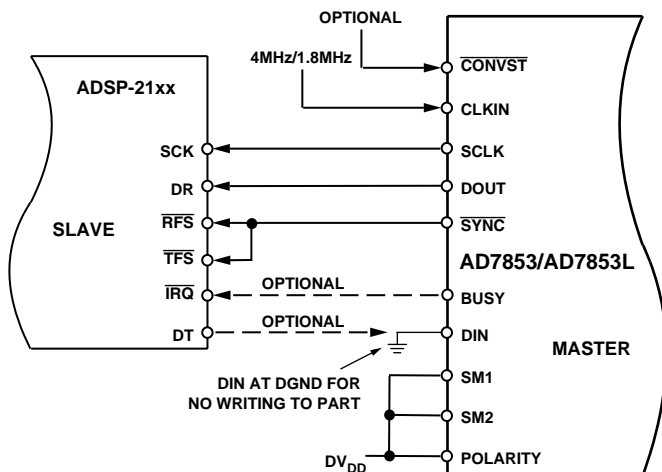 OPTIONAL
4MHz/1.8MHz
ADSP-21xx
CONVST
CLKIN
SCK
SCLK
DR
DOUT
RFS
SYNC
SLAVE
TFS
AD7853/AD7853L
IRQ
OPTIONAL
BUSY
DT
OPTIONAL
DIN
MASTER
DIN AT DGND FOR
NO WRITING TO PART
SM1
SM2
DVDD
POLARITY